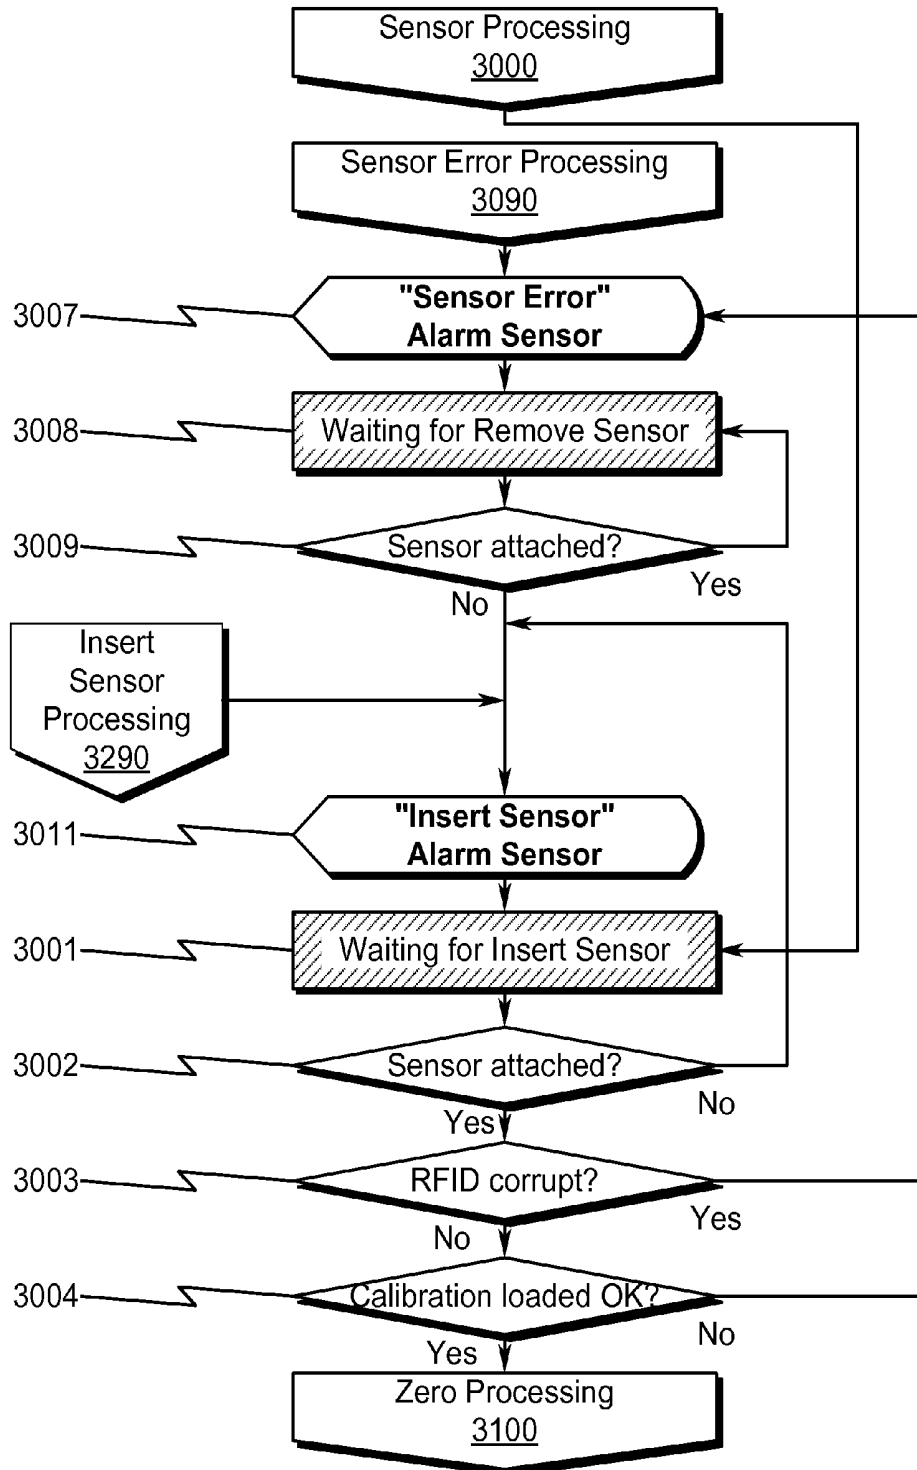 Sensor Processing
3000
Sensor Error Processing
3090
3007
"Sensor Error"
Alarm Sensor
3008
Waiting for Remove Sensor
3009
Sensor attached?
Yes
No
Insert
Sensor
Processing
3290
3011
"Insert Sensor"
Alarm Sensor
3001
Waiting for Insert Sensor
3002
Sensor attached?
No
Yes
3003
RFID corrupt?
Yes
No
3004
Calibration loaded OK?
No
Yes
Zero Processing
3100